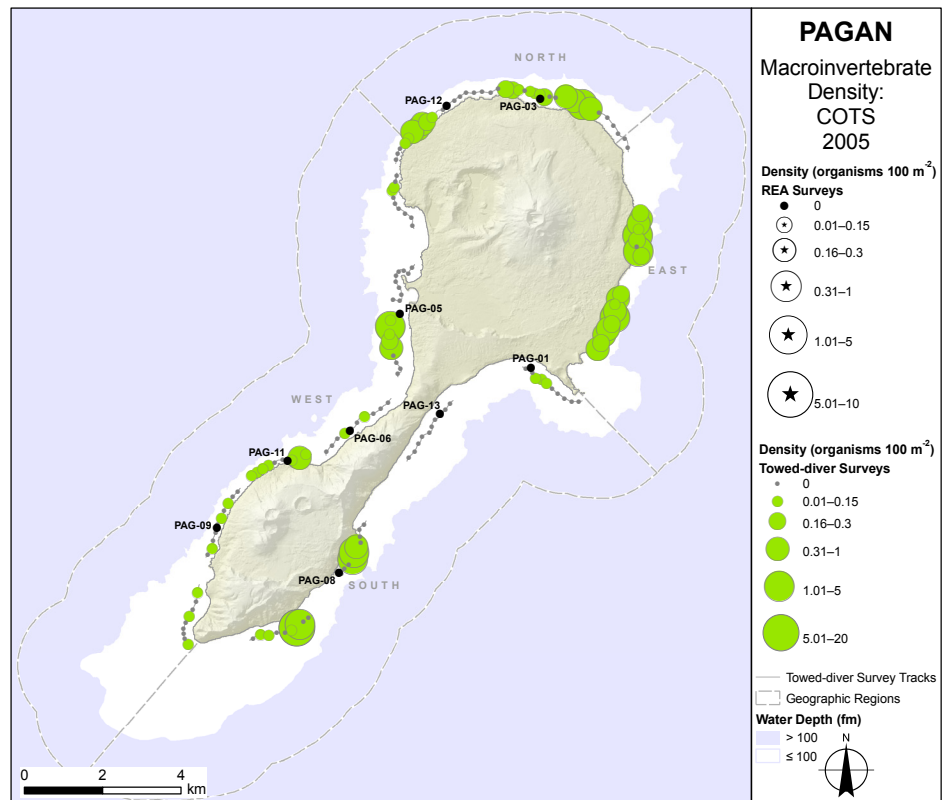 PAGAN
Macroinvertebrate
Density:
COTS
2005
Density (organisms 100 m⁻²)
REA Surveys
0
0.01–0.15
0.16–0.3
0.31–1
1.01–5
5.01–10
Density (organisms 100 m⁻²)
Towed-diver Surveys
0
0.01–0.15
0.16–0.3
0.31–1
1.01–5
5.01–20
Towed-diver Survey Tracks
Geographic Regions
Water Depth (fm)
> 100
≤ 100
N
NORTH
PAG-12
PAG-03
EAST
PAG-05
PAG-01
WEST
PAG-13
PAG-06
PAG-11
PAG-09
PAG-08
SOUTH
0 2 4
km